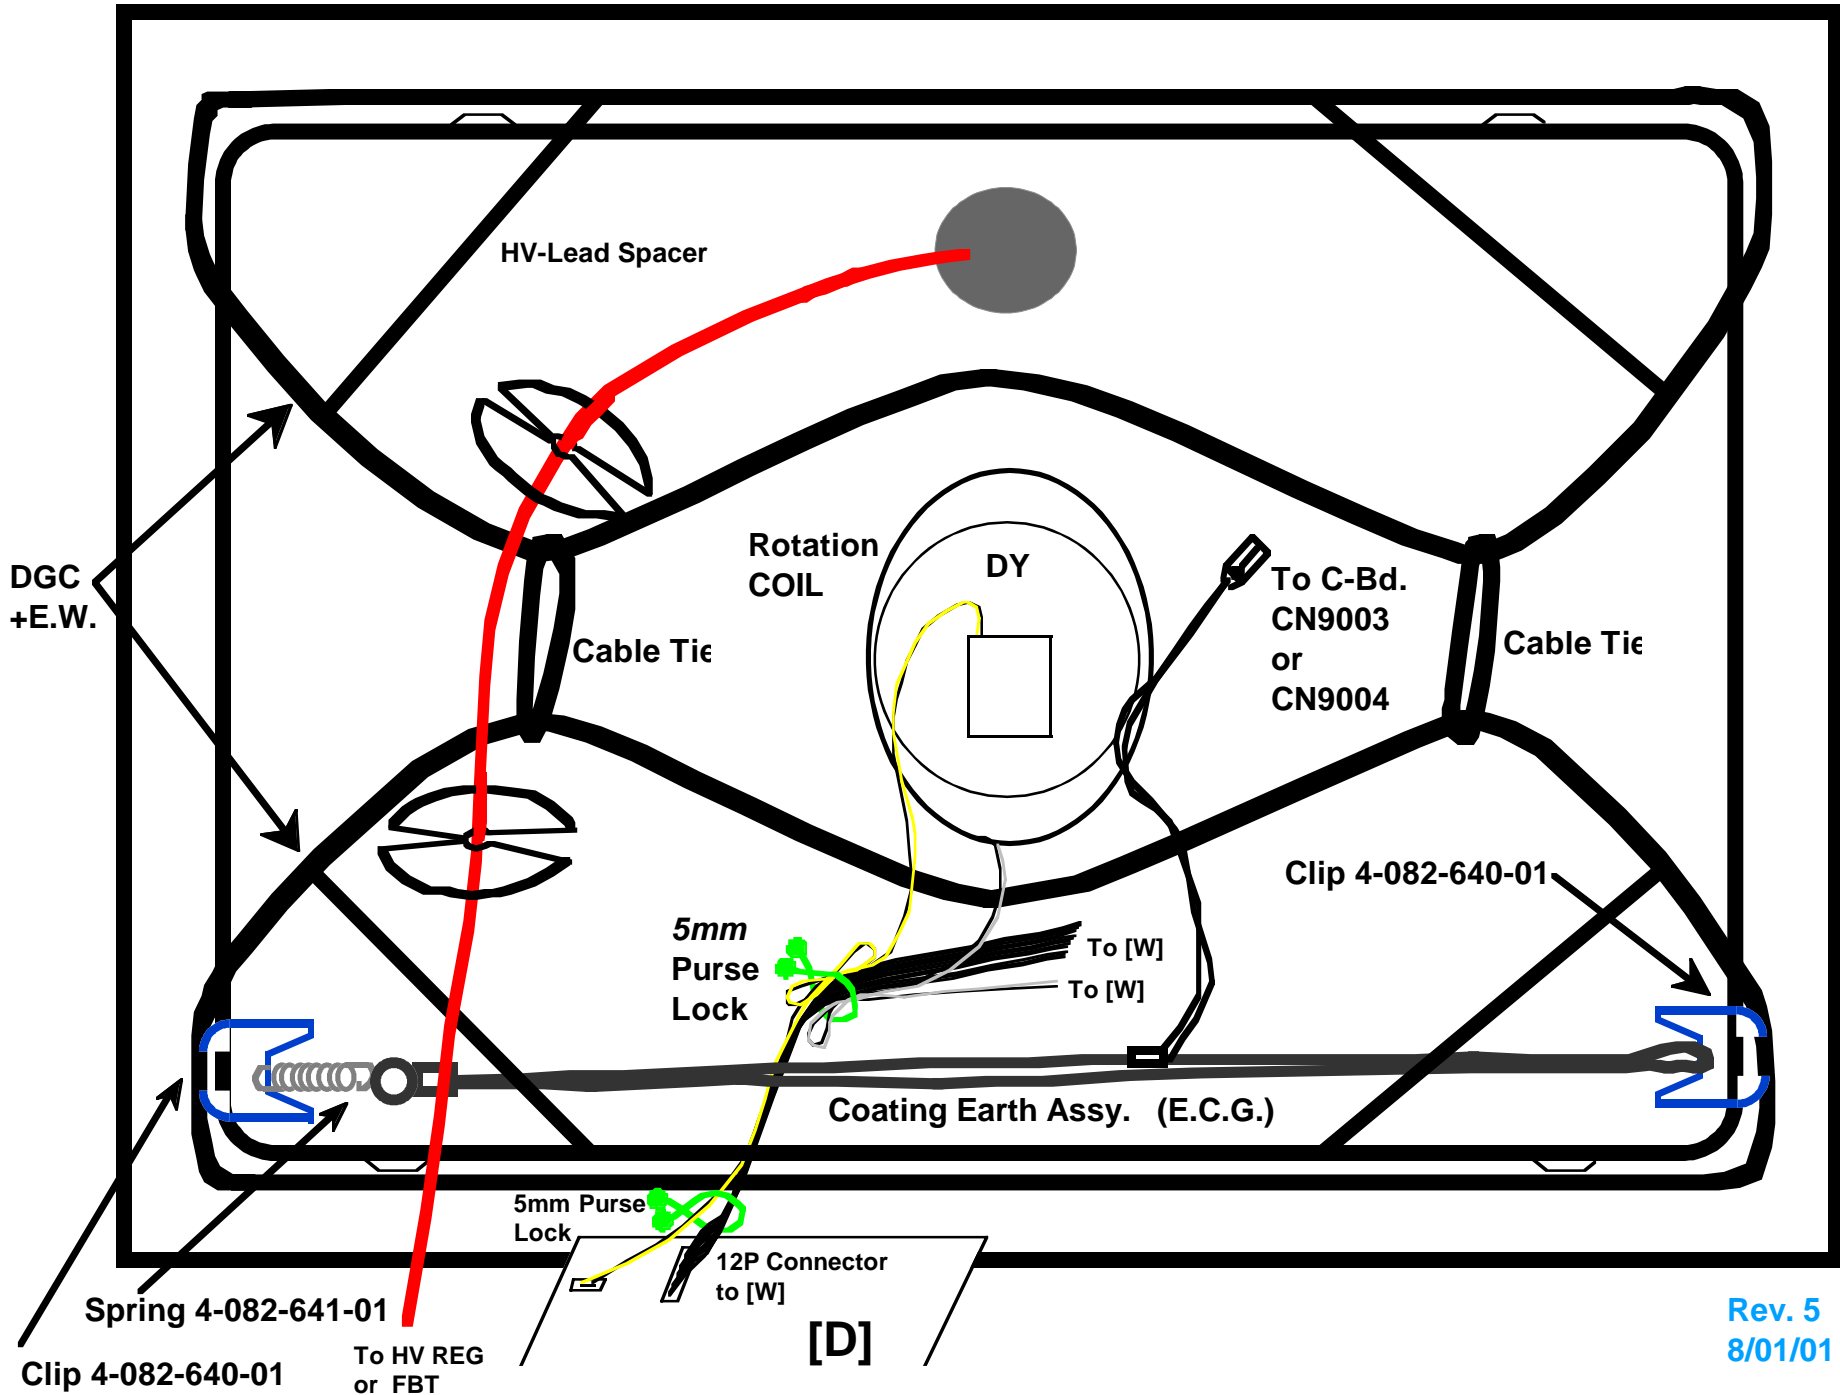 HV-Lead Spacer
DGC
+E.W.
Rotation
COIL
DY
To C-Bd.
CN9003
or
CN9004
Cable Tie
Cable Tie
Clip 4-082-640-01
5mm
Purse
Lock
To [W]
To [W]
Coating Earth Assy. (E.C.G.)
5mm Purse
Lock
12P Connector
to [W]
[D]
Spring 4-082-641-01
Clip 4-082-640-01
To HV REG
or FBT
Rev. 5
8/01/01